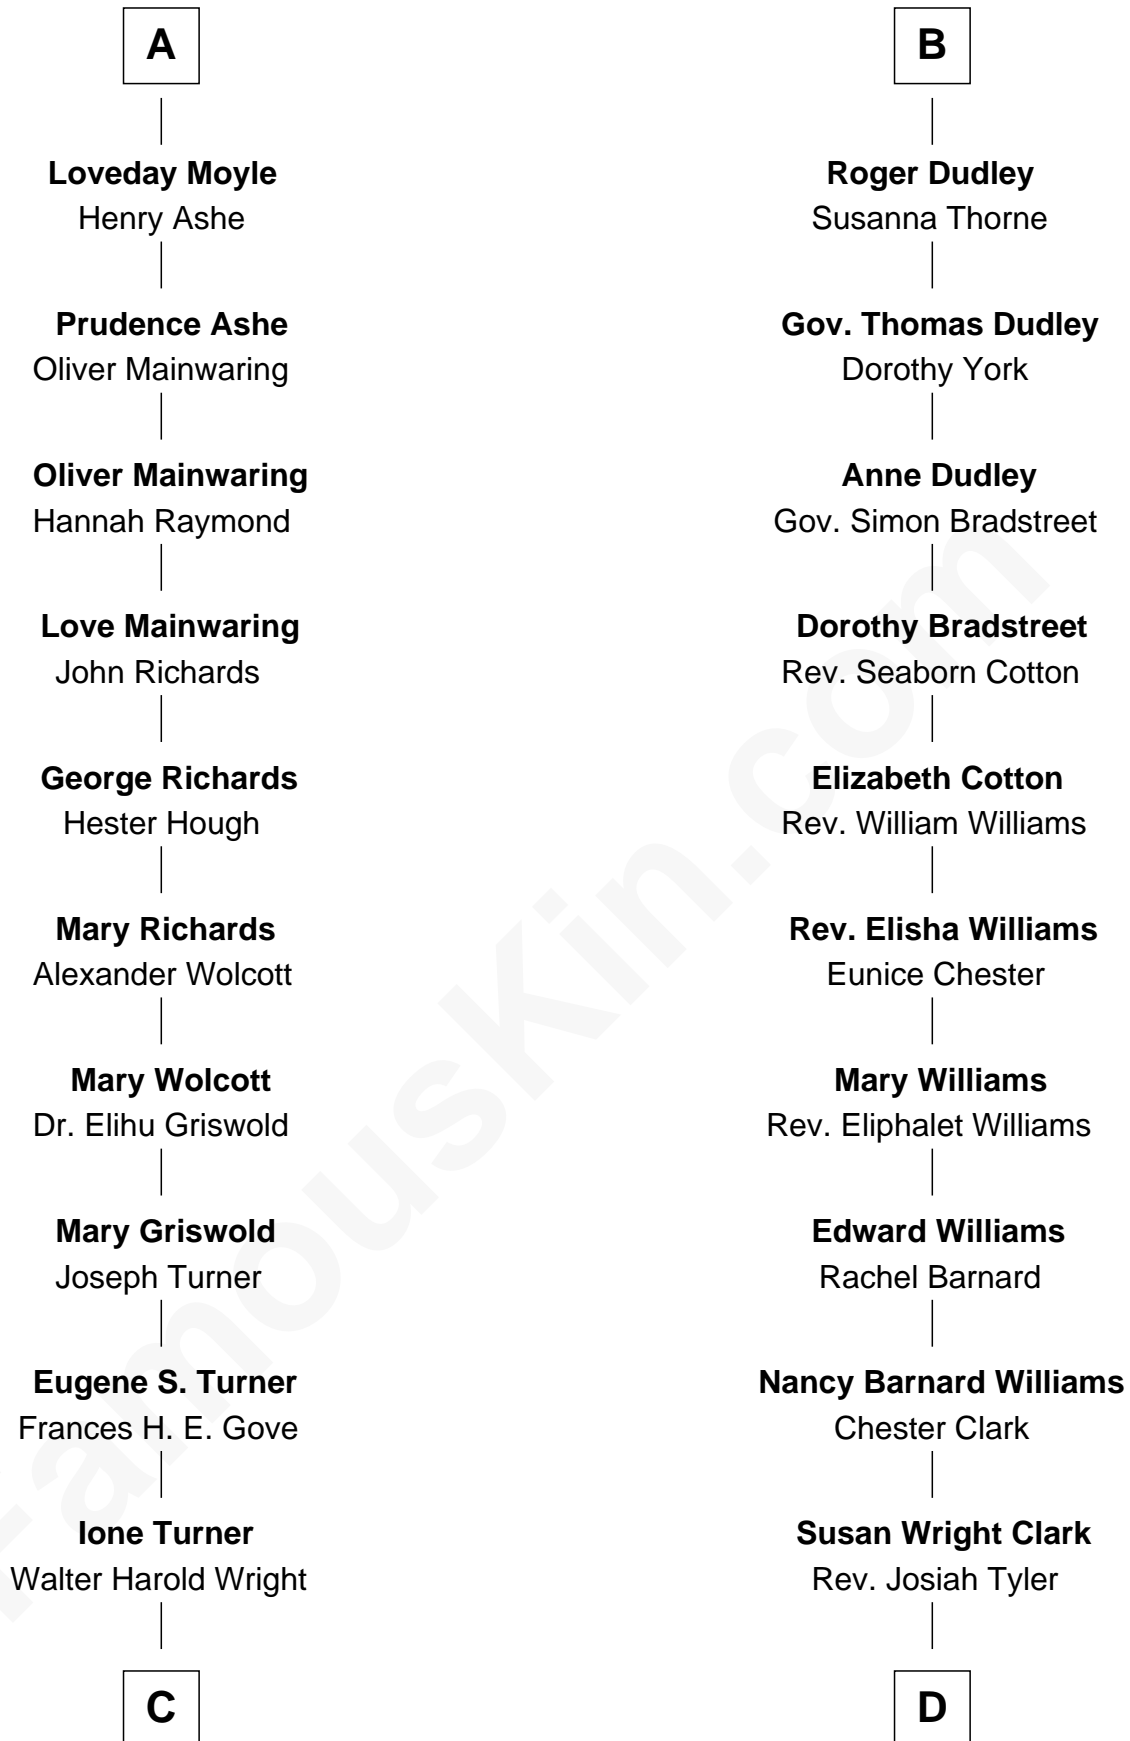 A
Loveday Moyle
Henry Ashe
Prudence Ashe
Oliver Mainwaring
Oliver Mainwaring
Hannah Raymond
Love Mainwaring
John Richards
George Richards
Hester Hough
Mary Richards
Alexander Wolcott
Mary Wolcott
Dr. Elihu Griswold
Mary Griswold
Joseph Turner
Eugene S. Turner
Frances H. E. Gove
Ione Turner
Walter Harold Wright
C
B
Roger Dudley
Susanna Thorne
Gov. Thomas Dudley
Dorothy York
Anne Dudley
Gov. Simon Bradstreet
Dorothy Bradstreet
Rev. Seaborn Cotton
Elizabeth Cotton
Rev. William Williams
Rev. Elisha Williams
Eunice Chester
Mary Williams
Rev. Eliphalet Williams
Edward Williams
Rachel Barnard
Nancy Barnard Williams
Chester Clark
Susan Wright Clark
Rev. Josiah Tyler
D
FamousKin.com